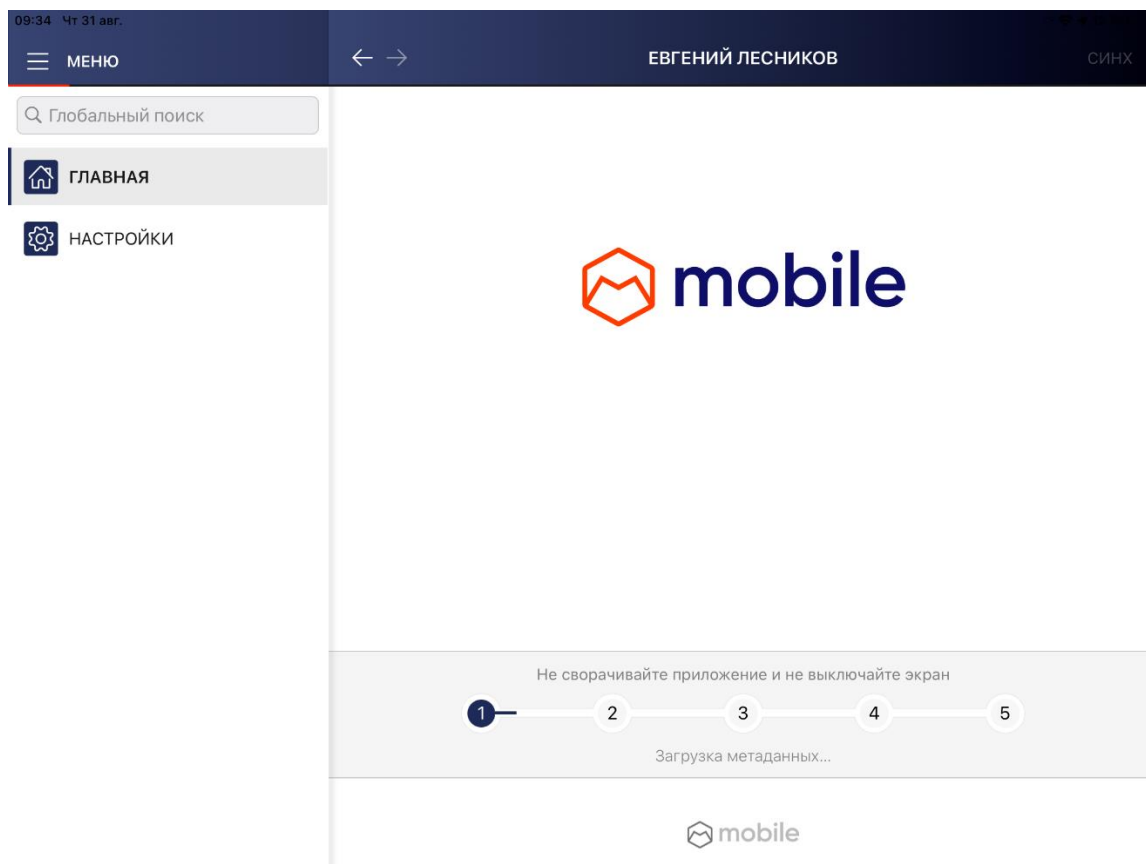 09:34 Чт 31 авг.
МЕНЮ
ЕВГЕНИЙ ЛЕСНИКОВ
СИНХ
Глобальный поиск
ГЛАВНАЯ
НАСТРОЙКИ
mobile
Не сворачивайте приложение и не выключайте экран
1 2 3 4 5
Загрузка метаданных...
mobile